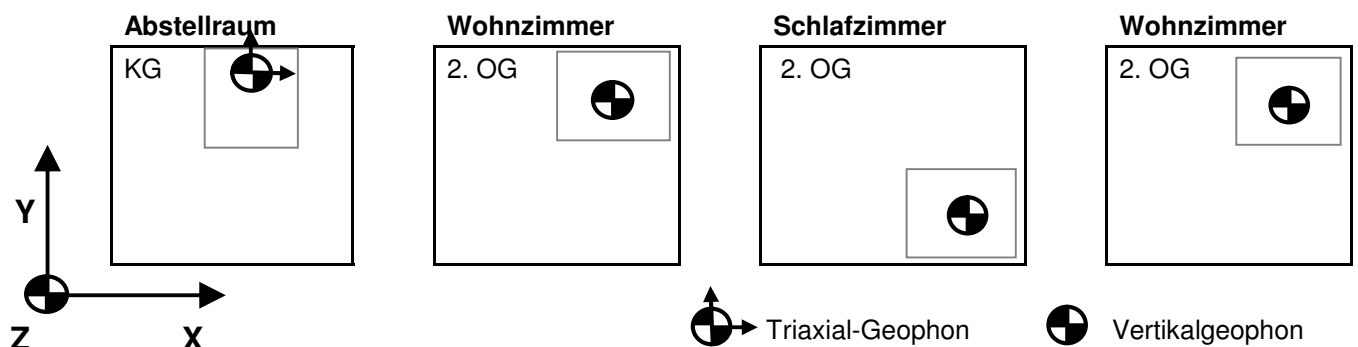 Abstellraum
KG
Wohnzimmer
2. OG
Schlafzimmer
2. OG
Wohnzimmer
2. OG
Y
Z
X
Triaxial-Geophon
Vertikalgeophon